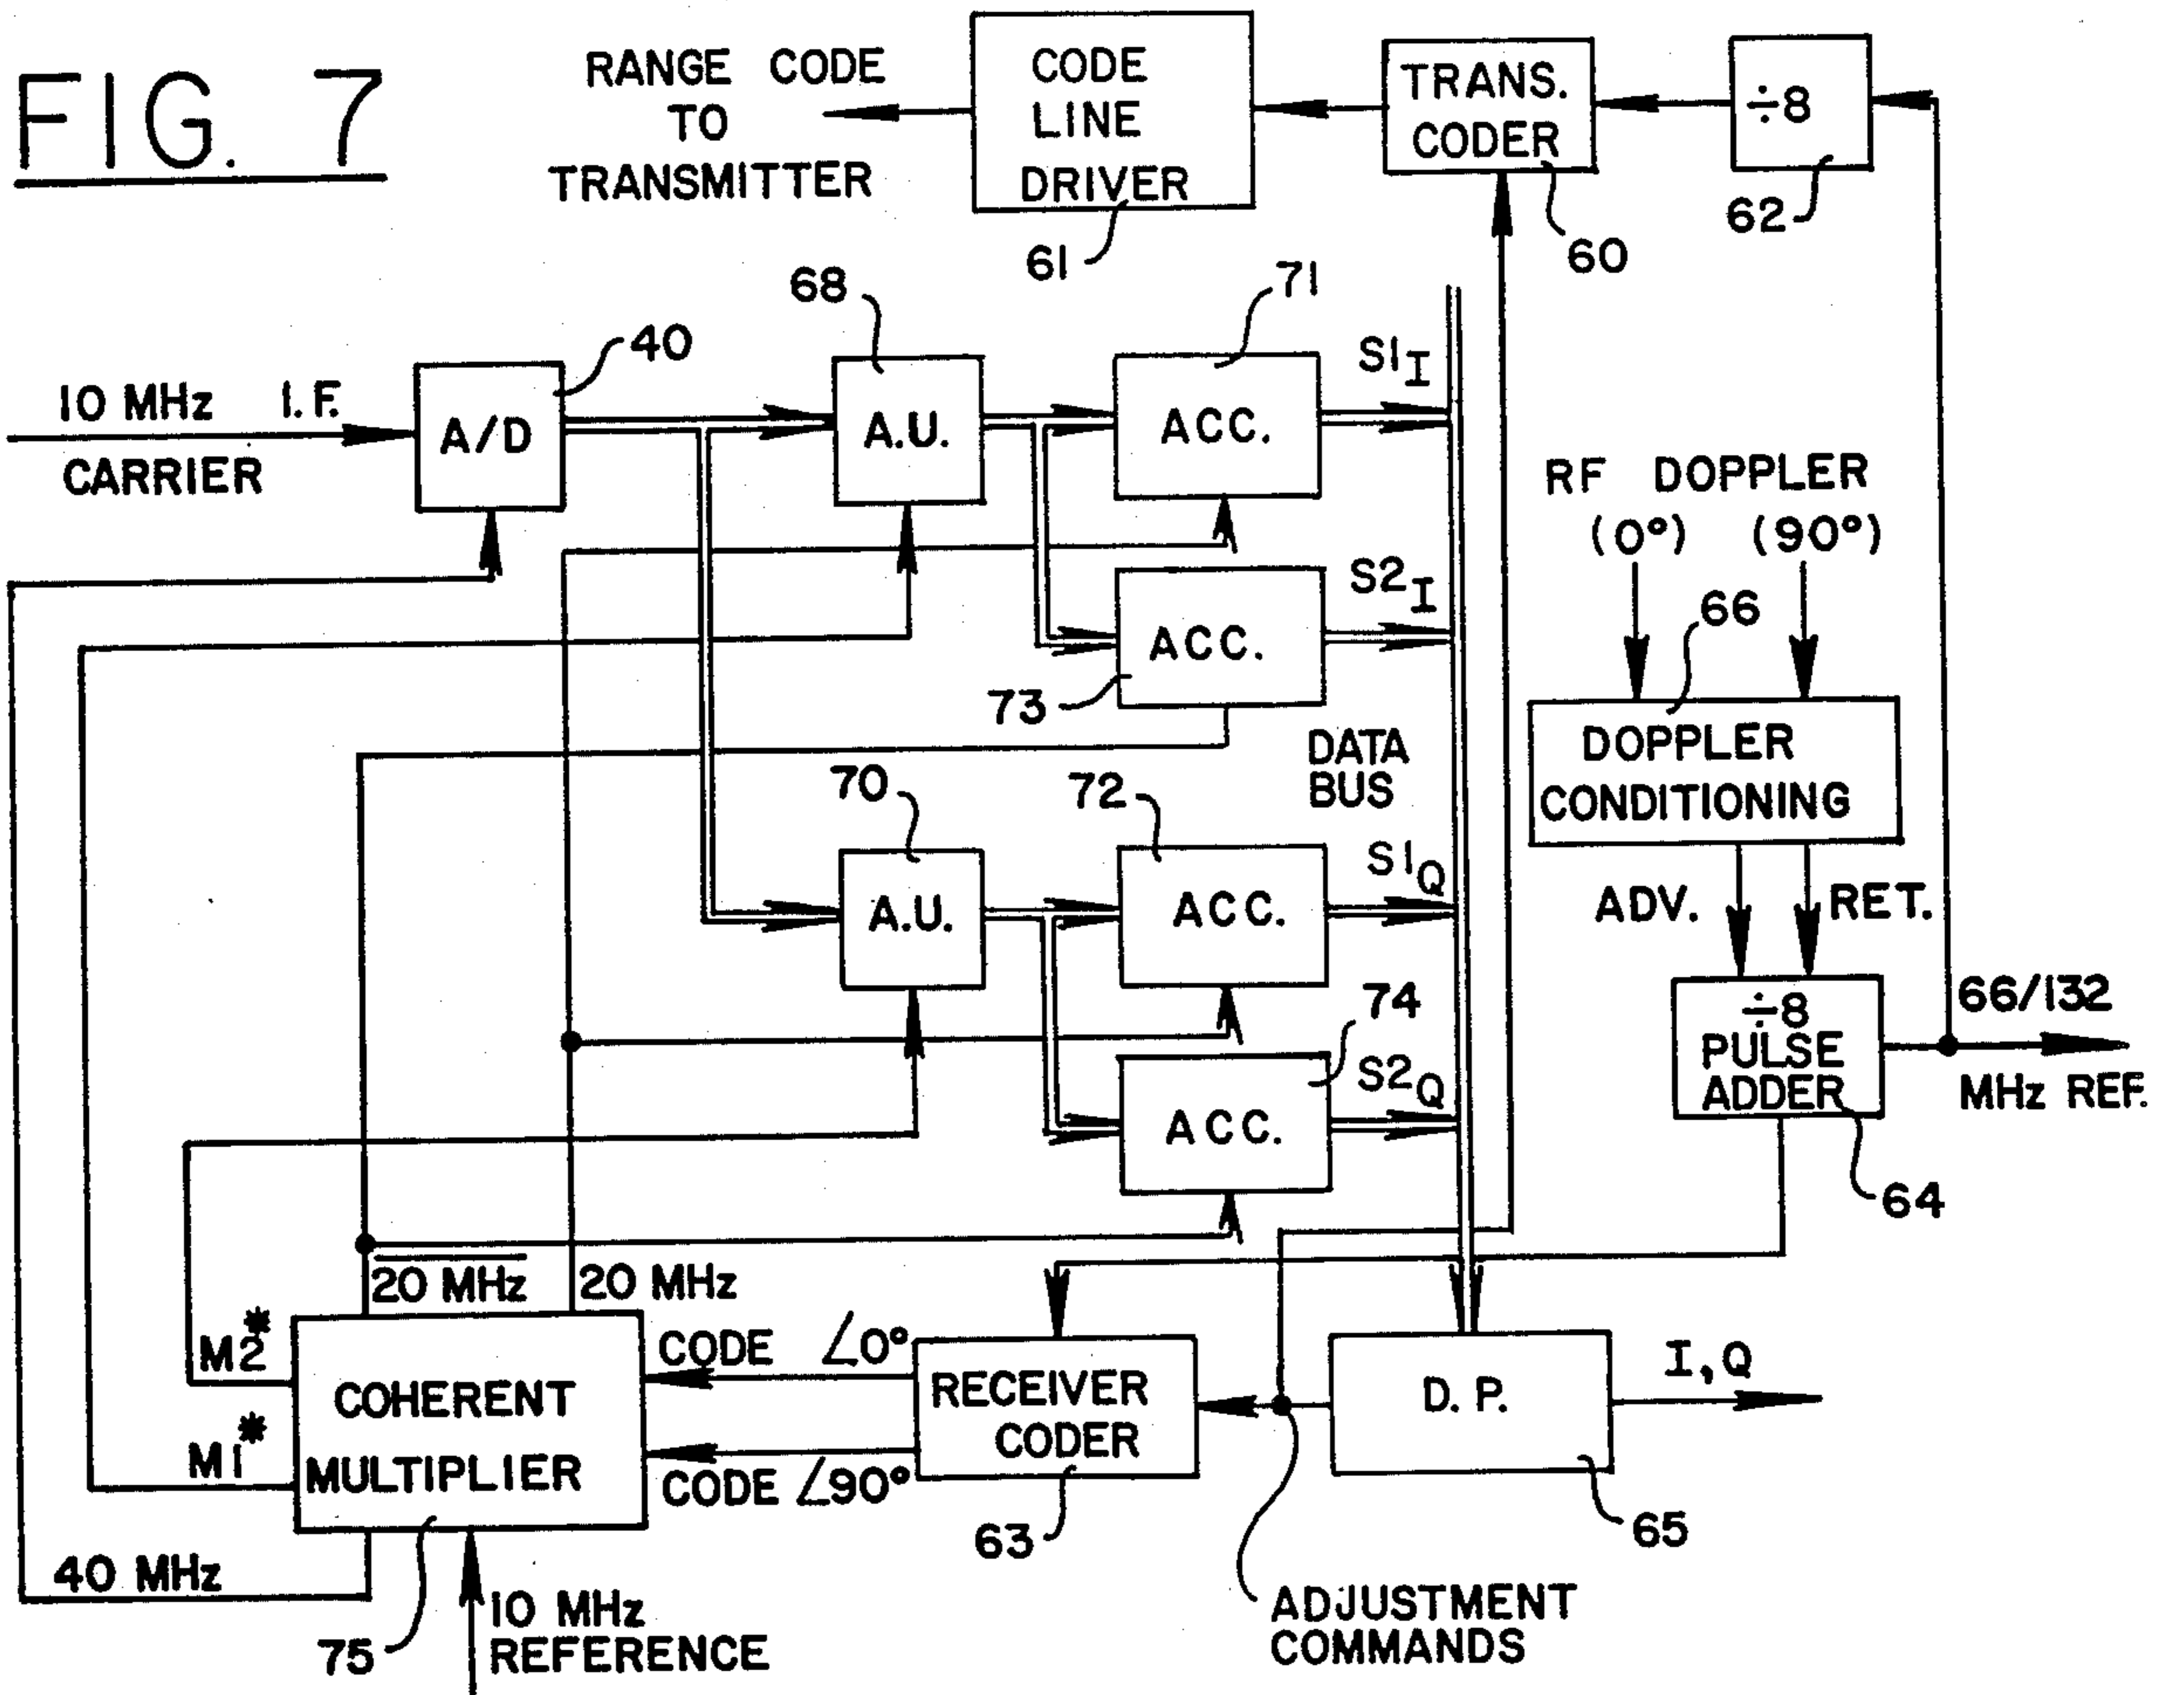 FIG. 7
RANGE CODE
TO
TRANSMITTER
CODE
LINE
DRIVER
61
TRANS.
CODER
60
÷8
62
10 MHz I.F.
CARRIER
A/D
40
A.U.
68
ACC.
71
S1I
ACC.
73
S2I
DATA
BUS
RF DOPPLER
(0°) (90°)
66
DOPPLER
CONDITIONING
ADV. RET.
÷8
PULSE
ADDER
64
66/132
MHz REF.
A.U.
70
ACC.
72
S1Q
ACC.
74
S2Q
20 MHz
20 MHz
M2*
M1*
COHERENT
MULTIPLIER
75
40 MHz
10 MHz
REFERENCE
CODE ∠0°
CODE ∠90°
RECEIVER
CODER
63
D.P.
65
I,Q
ADJUSTMENT
COMMANDS